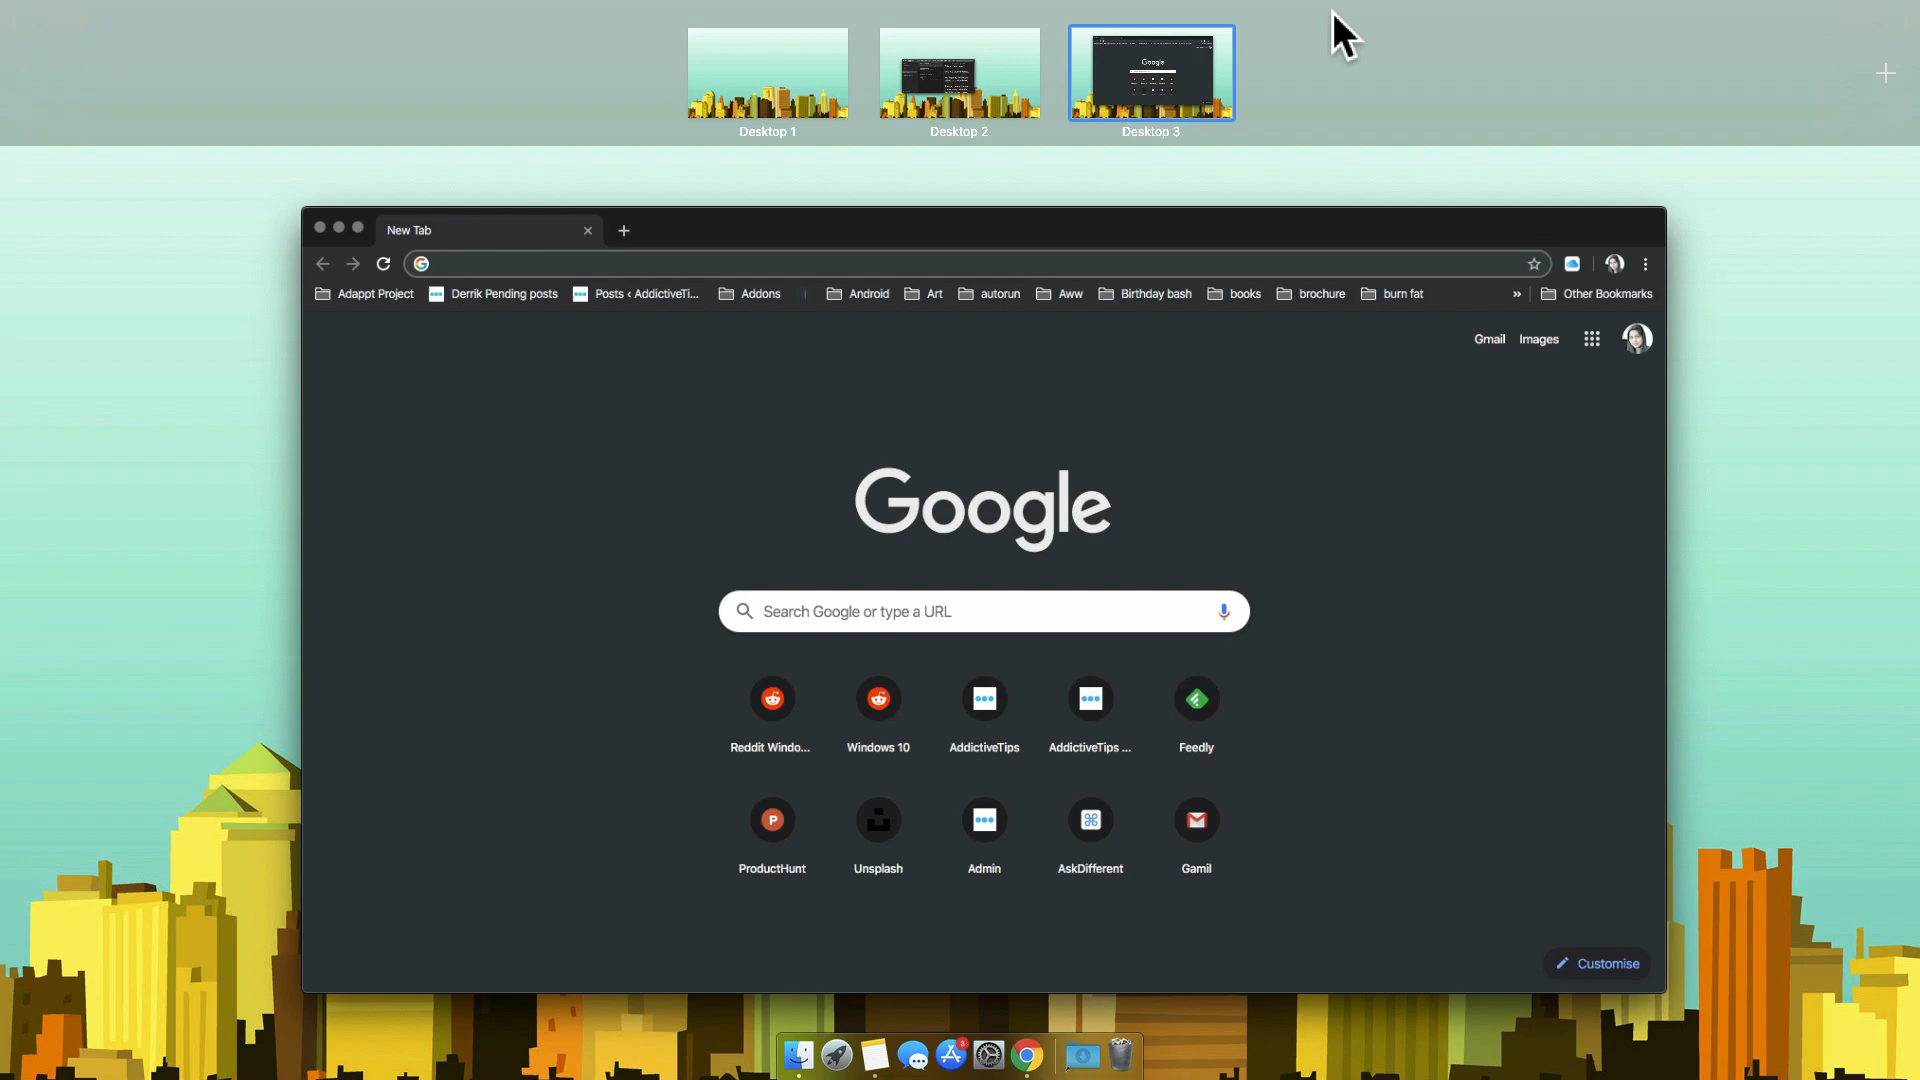 Google
Desktop 1
Desktop 2
Desktop 3
New Tab
Adappt Project
Derrik Pending posts
Posts ‹ AddictiveTi...
Addons
Android
Art
autorun
Aww
Birthday bash
books
brochure
burn fat
»
Other Bookmarks
Gmail
Images
Google
Search Google or type a URL
Reddit Windo...
Windows 10
AddictiveTips
AddictiveTips ...
Feedly
P
ProductHunt
Unsplash
Admin
AskDifferent
Gamil
Customise
3